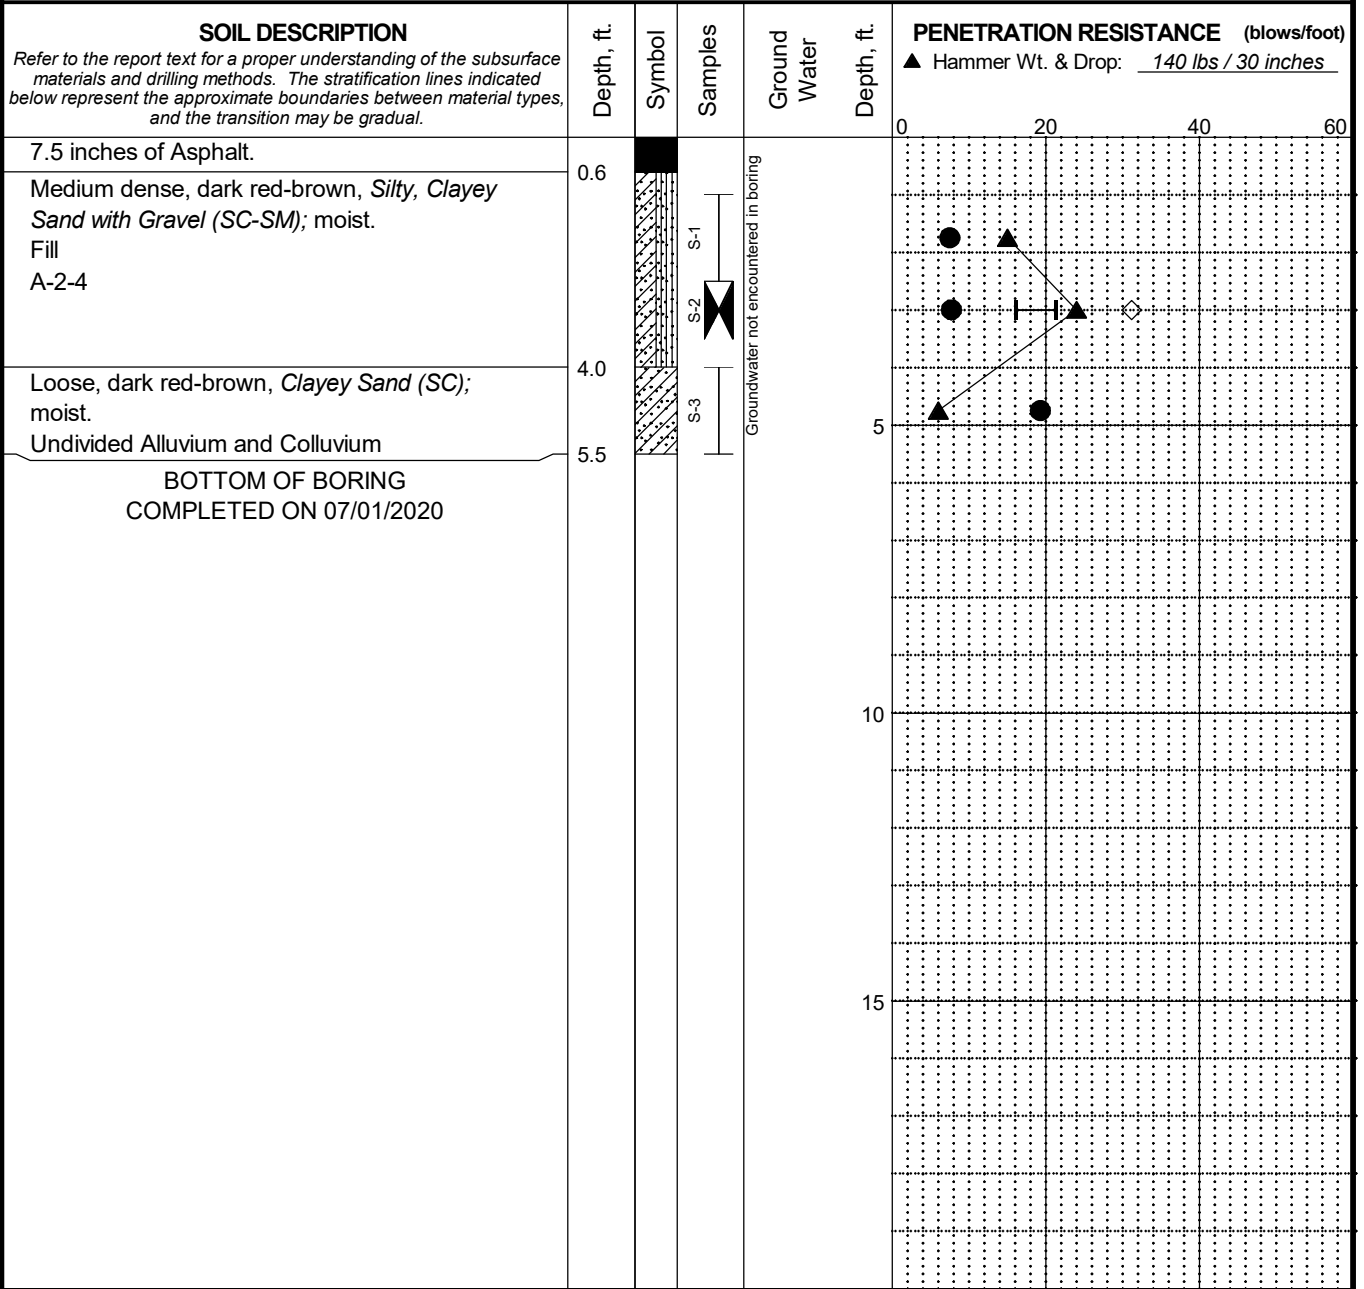 SOIL DESCRIPTION
Refer to the report text for a proper understanding of the subsurface
materials and drilling methods. The stratification lines indicated
below represent the approximate boundaries between material types,
and the transition may be gradual.
Depth, ft.
Symbol
Samples
Ground
Water
Depth, ft.
PENETRATION RESISTANCE (blows/foot)
▲ Hammer Wt. & Drop: 140 lbs / 30 inches
0 20 40 60
7.5 inches of Asphalt.
0.6
Medium dense, dark red-brown, Silty, Clayey
Sand with Gravel (SC-SM); moist.
Fill
A-2-4
S-1
S-2
4.0
Loose, dark red-brown, Clayey Sand (SC);
moist.
Undivided Alluvium and Colluvium
S-3
5.5
Groundwater not encountered in boring
BOTTOM OF BORING
COMPLETED ON 07/01/2020
5
10
15